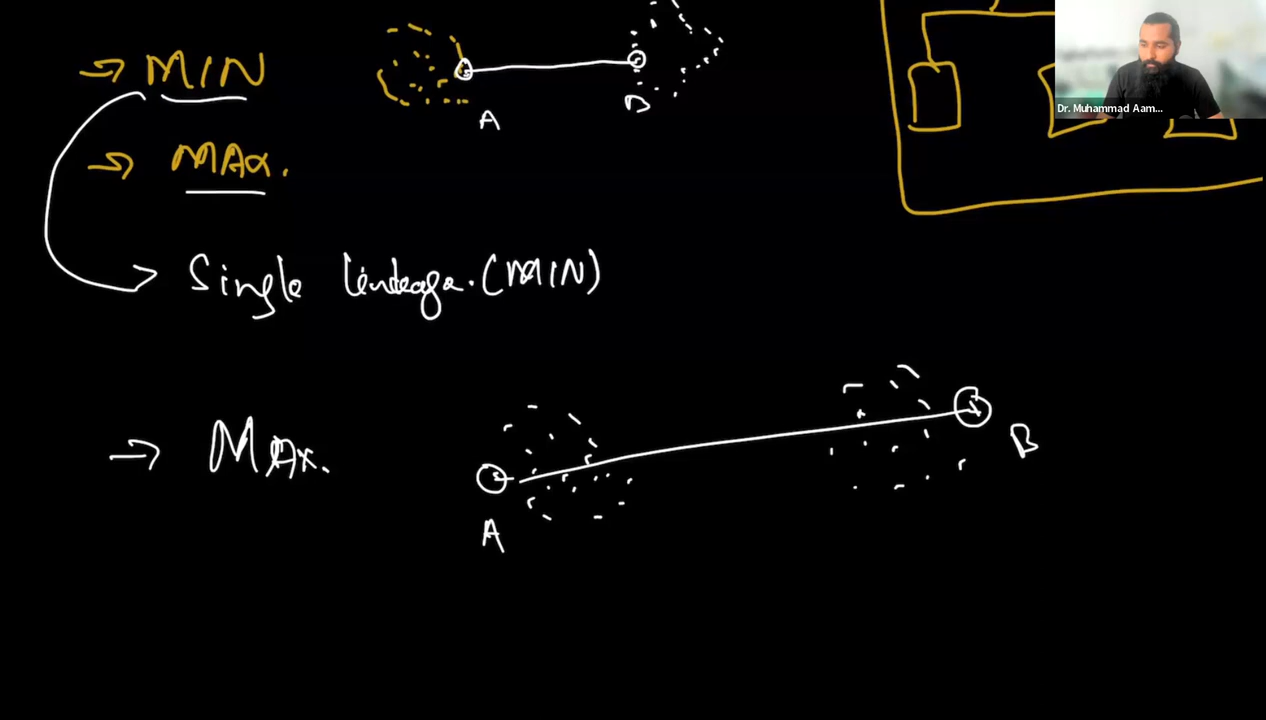 → MIN
A
B
Dr. Muhammad Aam...
→ MAX.
→ Single linkage. (MIN)
→ MAx.
B
A